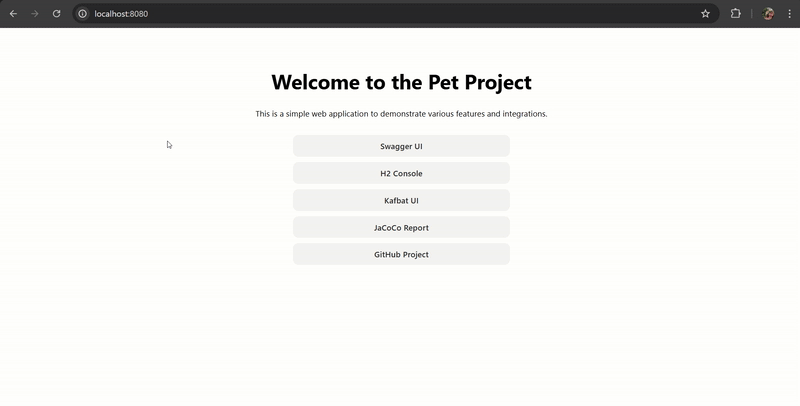 localhost:8080
Welcome to the Pet Project
This is a simple web application to demonstrate various features and integrations.
Swagger UI
H2 Console
Kafbat UI
JaCoCo Report
GitHub Project